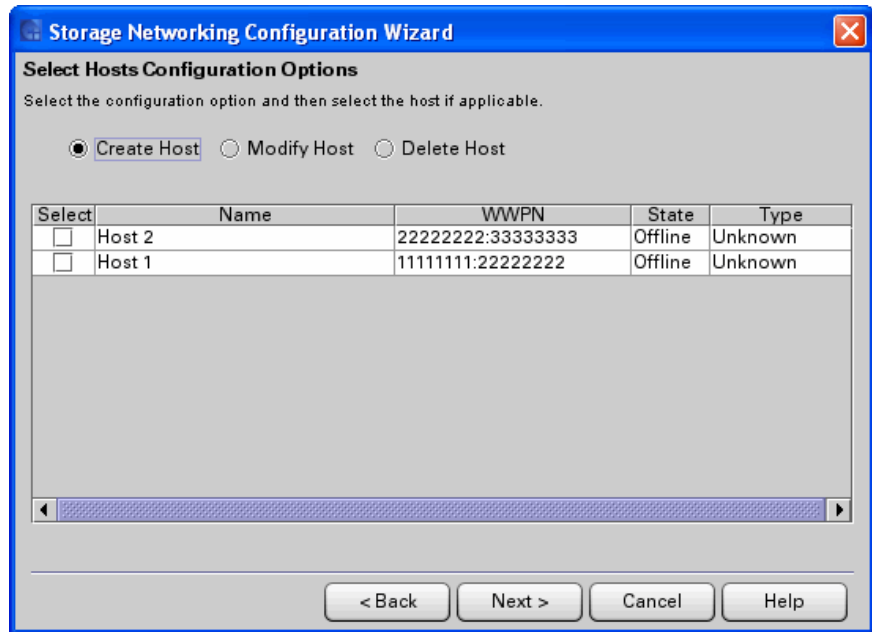 Storage Networking Configuration Wizard
Select Hosts Configuration Options
Select the configuration option and then select the host if applicable.
Create Host Modify Host Delete Host
Select Name WWPN State Type
Host 2 22222222:33333333 Offline Unknown
Host 1 11111111:22222222 Offline Unknown
< Back Next > Cancel Help